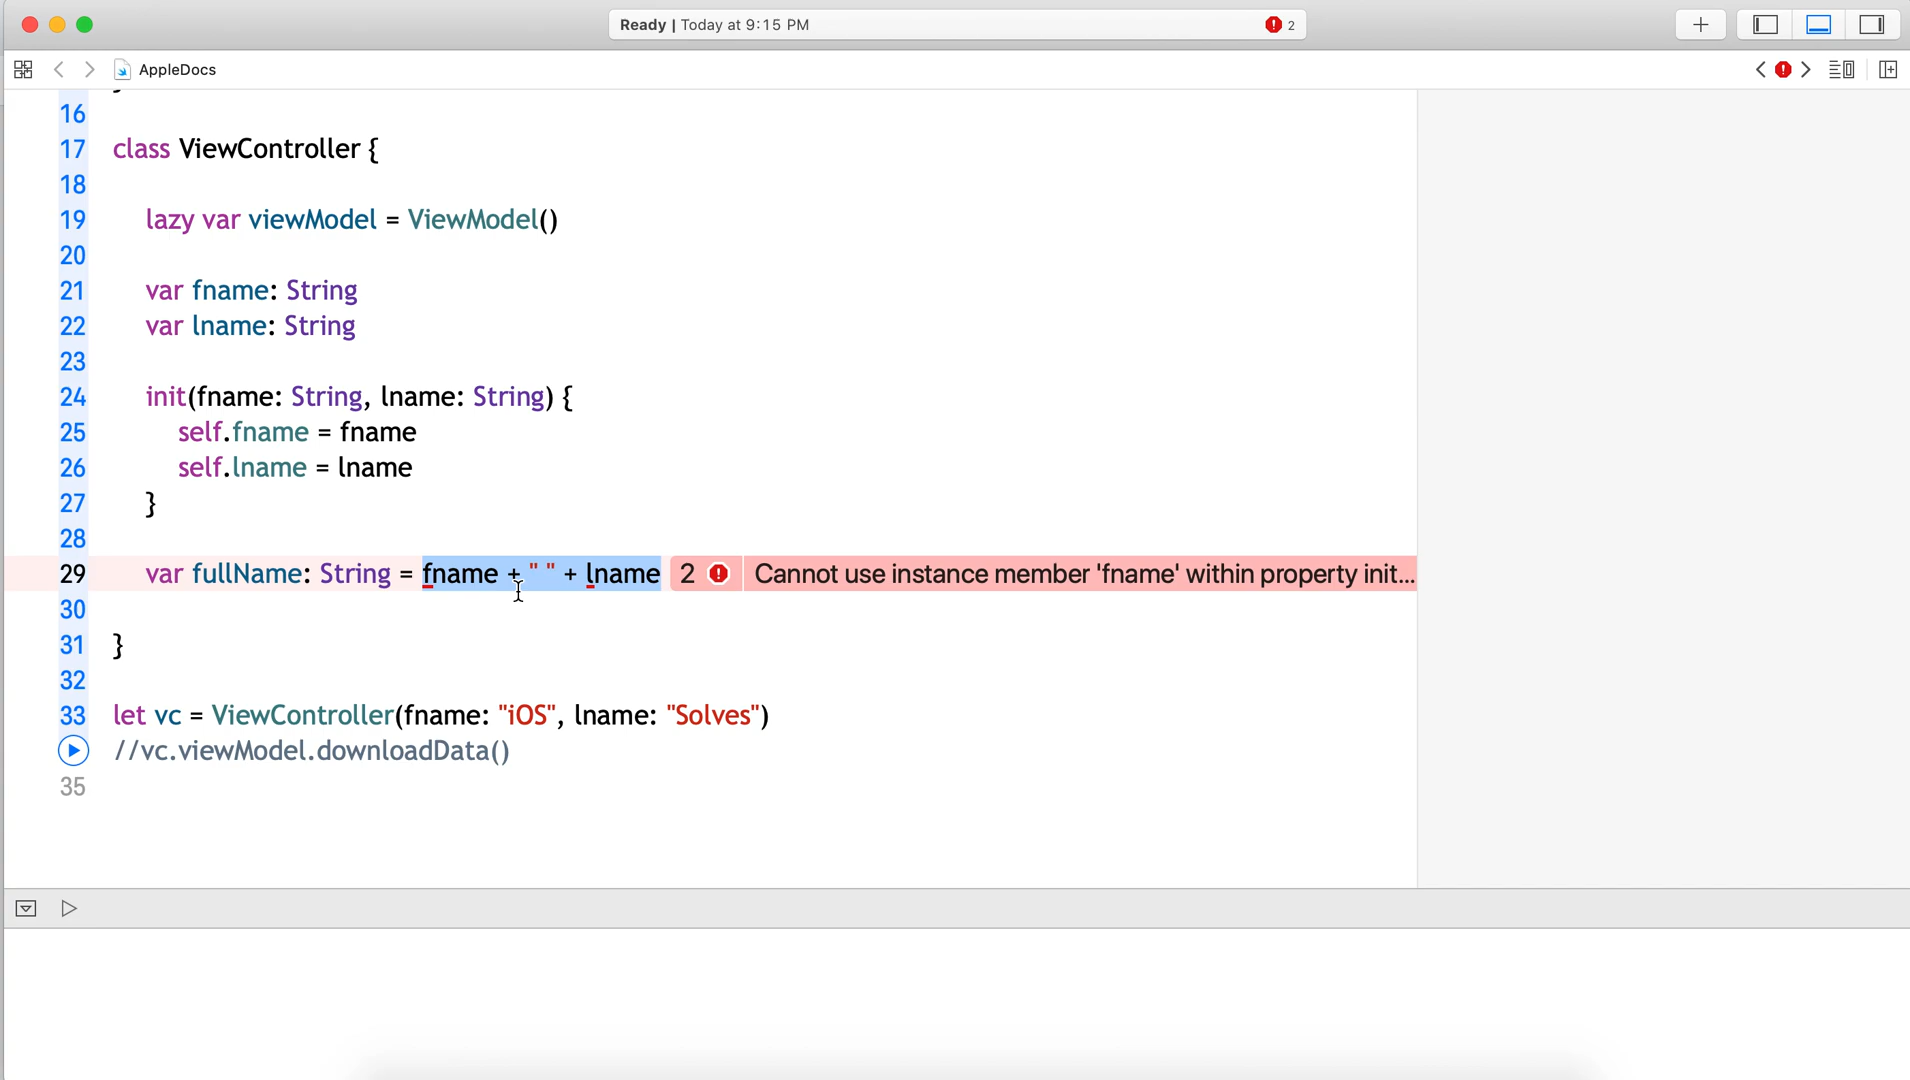 Ready | Today at 9:15 PM 2
AppleDocs
16
17 class ViewController {
18
19 lazy var viewModel = ViewModel()
20
21 var fname: String
22 var lname: String
23
24 init(fname: String, lname: String) {
25 self.fname = fname
26 self.lname = lname
27 }
28
29 var fullName: String = fname + " " + lname 2 Cannot use instance member 'fname' within property init...
30
31 }
32
33 let vc = ViewController(fname: "iOS", lname: "Solves")
//vc.viewModel.downloadData()
35